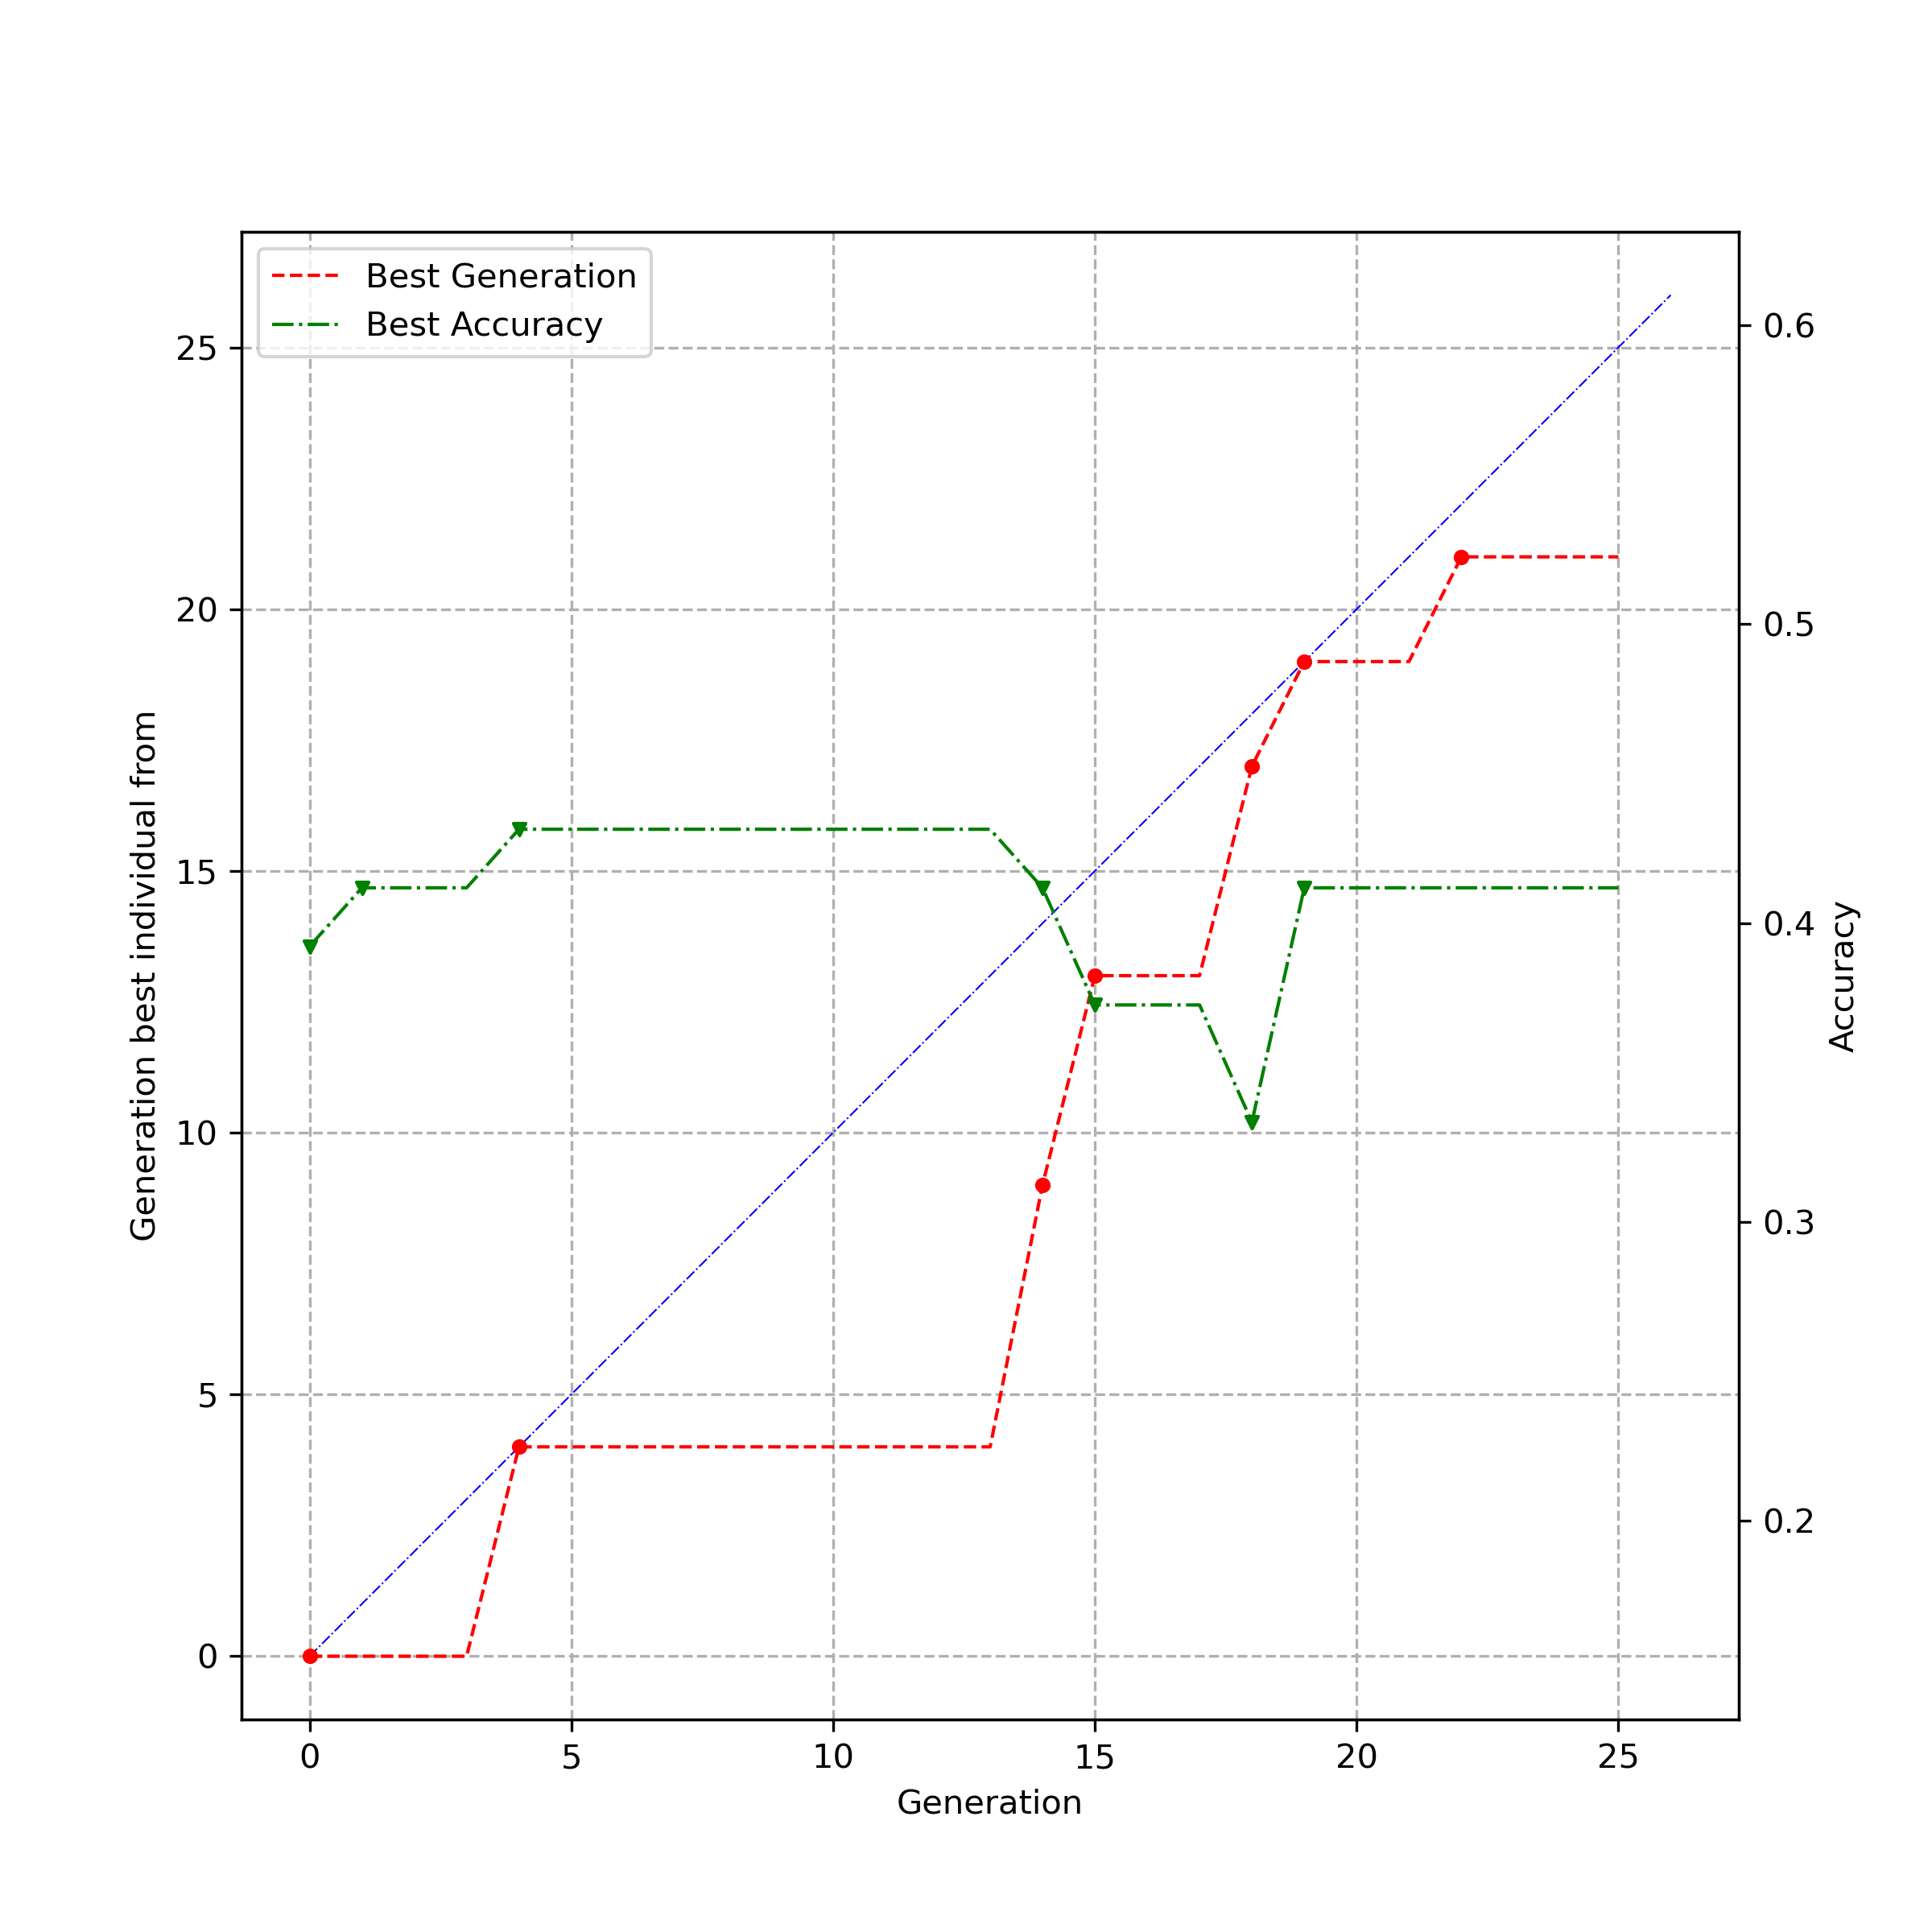 Best Generation
Best Accuracy
Generation best individual from
25
20
15
10
5
0
0.6
0.5
0.4
0.3
0.2
Accuracy
0 5 10 15 20 25
Generation